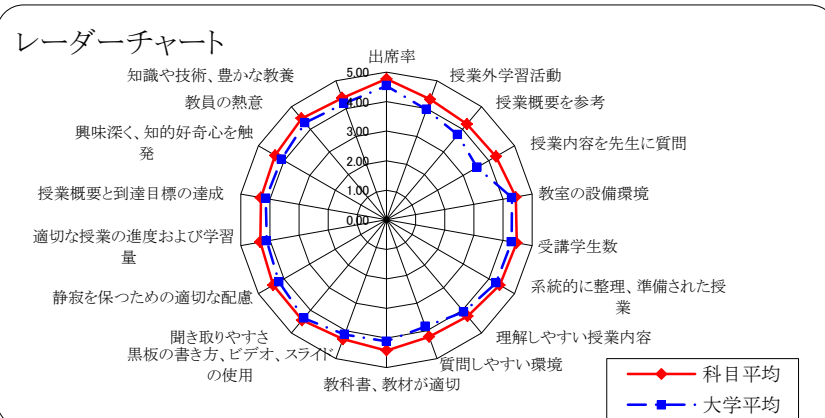 レーダーチャート
出席率
授業外学習活動
授業概要を参考
授業内容を先生に質問
教室の設備環境
受講学生数
系統的に整理、準備された授
業
理解しやすい授業内容
質問しやすい環境
教科書、教材が適切
黒板の書き方、ビデオ、スライド
の使用
聞き取りやすさ
静寂を保つための適切な配慮
適切な授業の進度および学習
量
授業概要と到達目標の達成
興味深く、知的好奇心を触
発
教員の熱意
知識や技術、豊かな教養
5.00
4.00
3.00
2.00
1.00
0.00
科目平均
大学平均